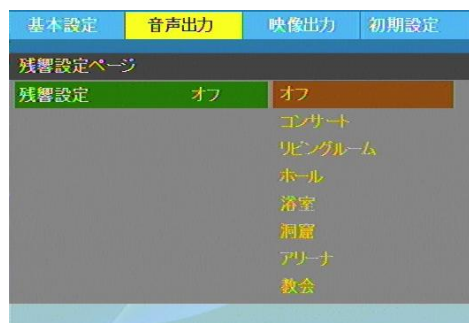 基本設定 音声出力 映像出力 初期設定
残響設定ページ
残響設定 オフ オフ
コンサート
リビングルーム
ホール
浴室
洞窟
アリーナ
教会